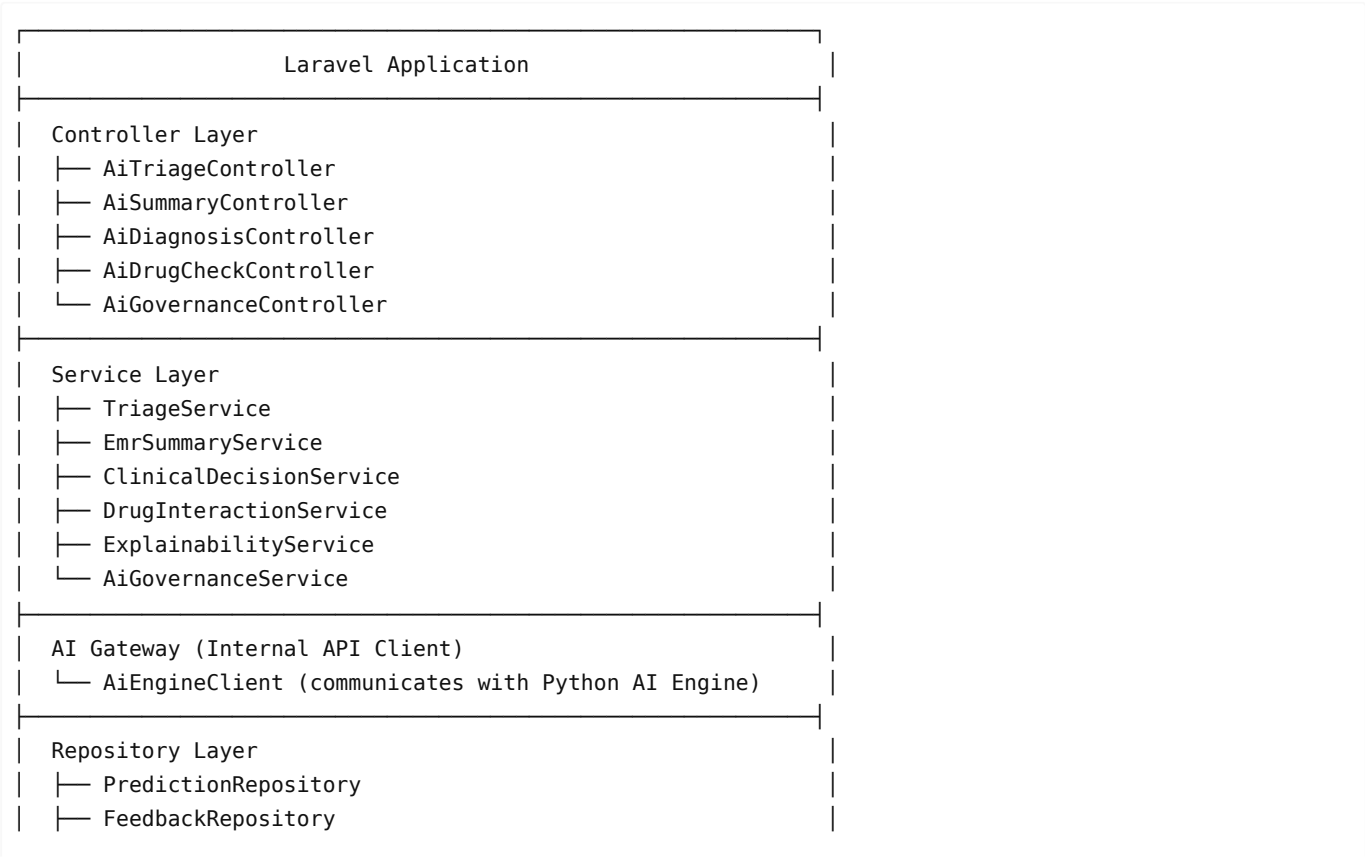 Laravel Application
Controller Layer
├── AiTriageController
├── AiSummaryController
├── AiDiagnosisController
├── AiDrugCheckController
└── AiGovernanceController
Service Layer
├── TriageService
├── EmrSummaryService
├── ClinicalDecisionService
├── DrugInteractionService
├── ExplainabilityService
└── AiGovernanceService
AI Gateway (Internal API Client)
└── AiEngineClient (communicates with Python AI Engine)
Repository Layer
├── PredictionRepository
├── FeedbackRepository